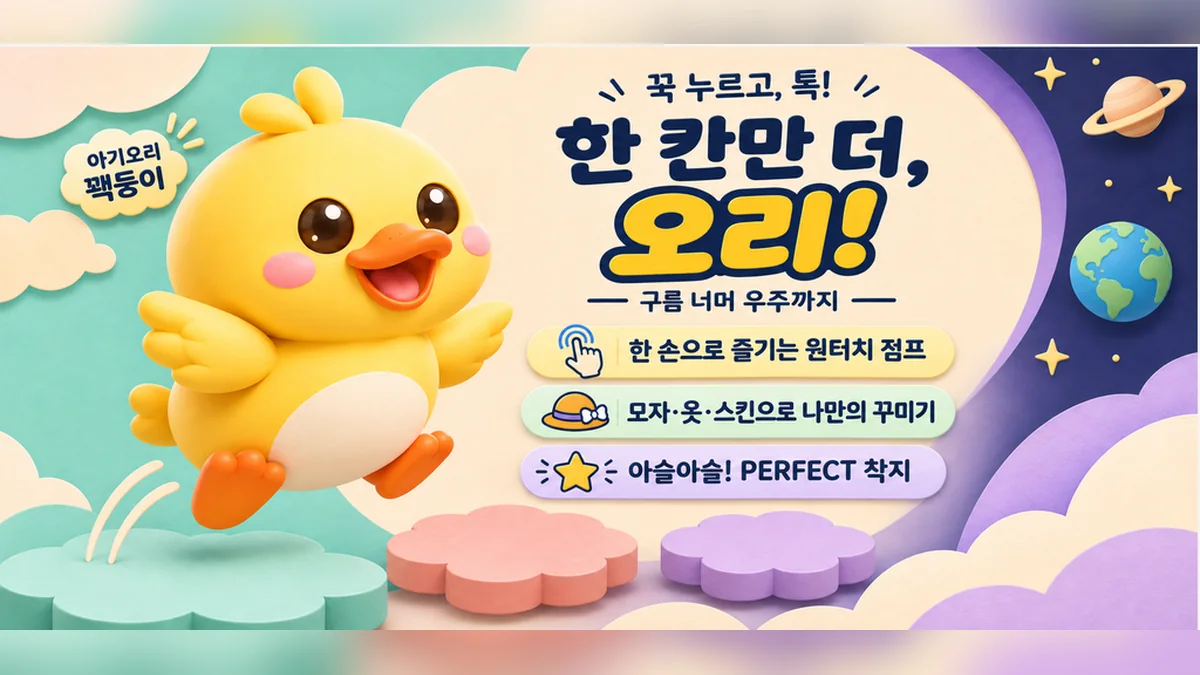 아기오리
꽥둥이
꾹 누르고, 톡!
한 칸만 더,
오리!
구름 너머 우주까지
한 손으로 즐기는 원터치 점프
모자·옷·스킨으로 나만의 꾸미기
아슬아슬! PERFECT 착지